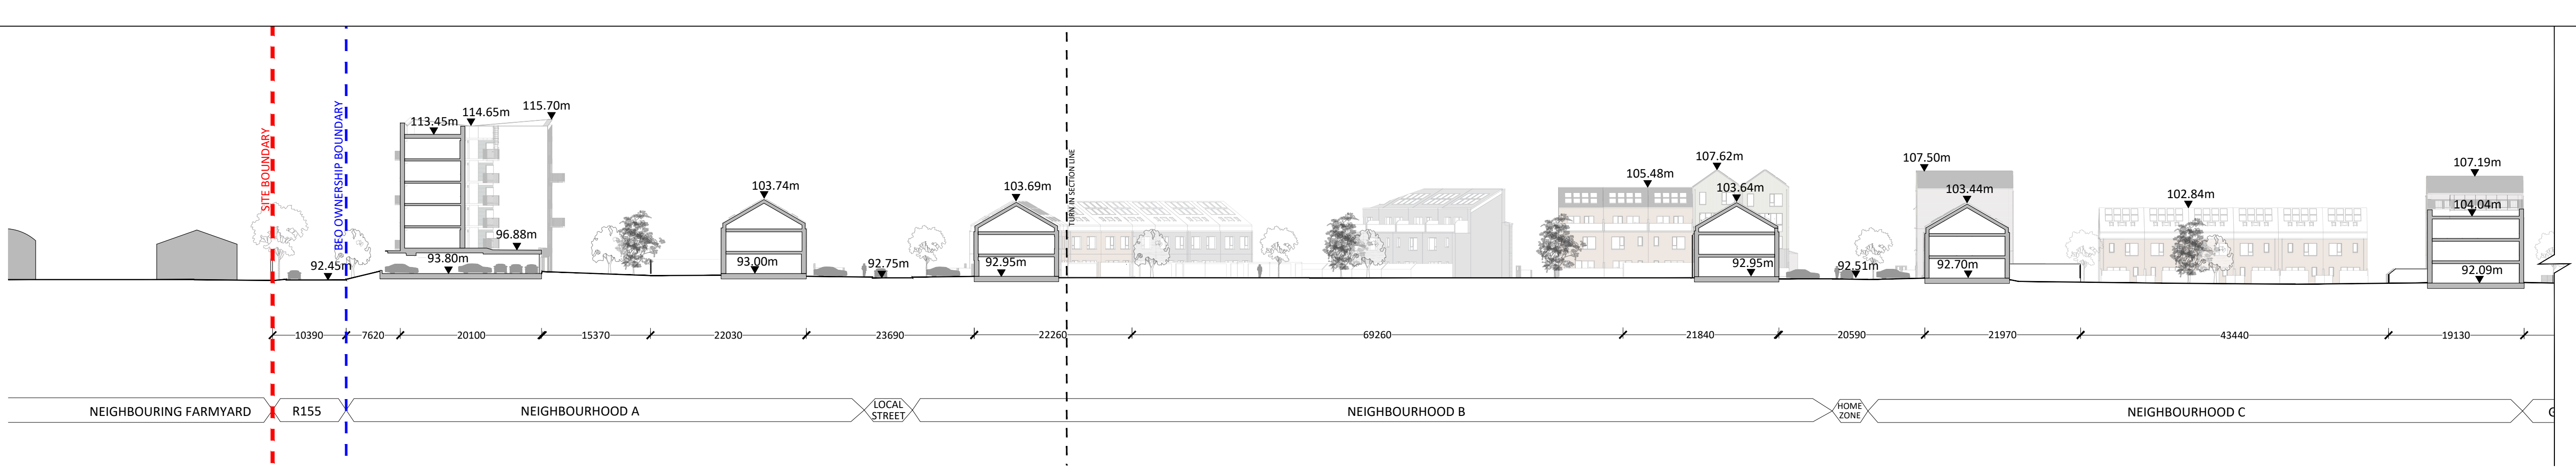 SITE BOUNDARY
BEO OWNERSHIP BOUNDARY
TURN IN SECTION LINE
92.45m
113.45m
114.65m
115.70m
96.88m
93.80m
103.74m
93.00m
92.75m
103.69m
92.95m
105.48m
107.62m
103.64m
92.95m
92.51m
107.50m
103.44m
92.70m
102.84m
107.19m
104.04m
92.09m
10390
7620
20100
15370
22030
23690
22260
69260
21840
20590
21970
43440
19130
NEIGHBOURING FARMYARD
R155
NEIGHBOURHOOD A
LOCAL
STREET
NEIGHBOURHOOD B
HOME
ZONE
NEIGHBOURHOOD C